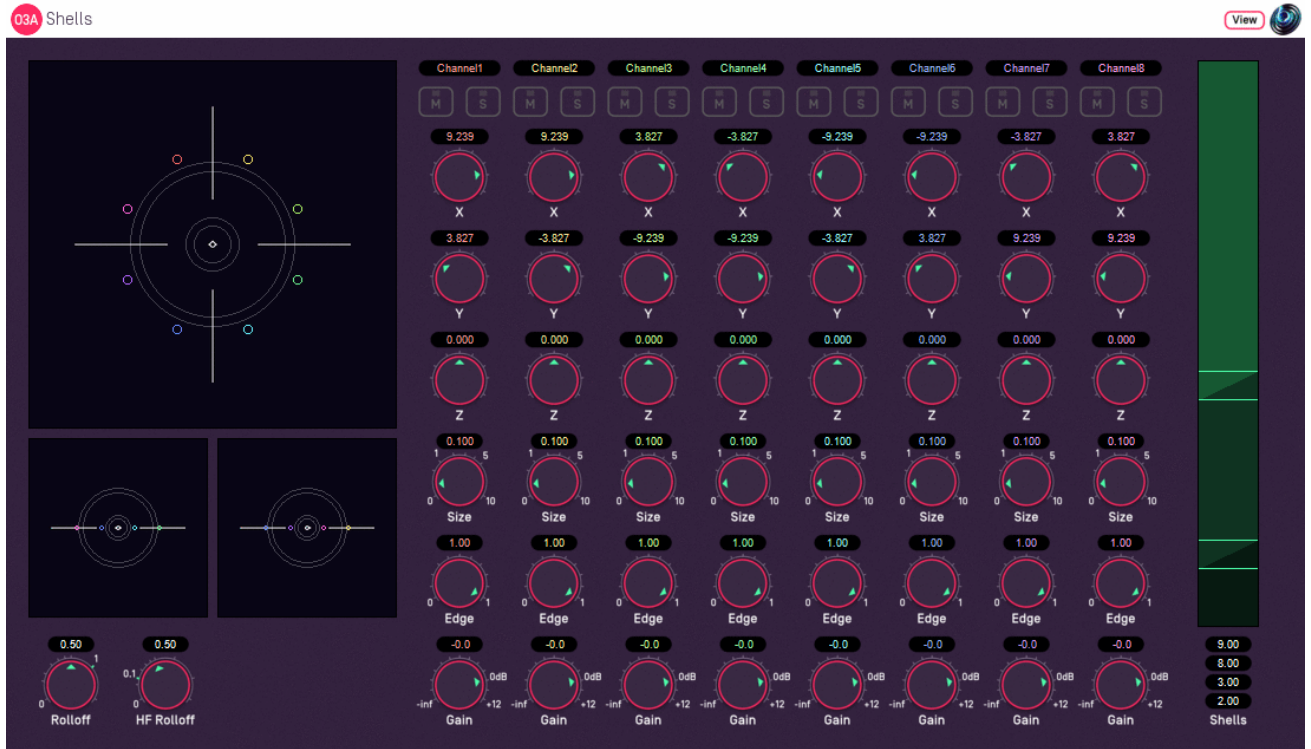 O3A Shells View
Channel1 Channel2 Channel3 Channel4 Channel5 Channel6 Channel7 Channel8
M S M S M S M S M S M S M S M S
9.239 9.239 3.827 -3.827 -9.239 -9.239 -3.827 3.827
X X X X X X X X
3.827 -3.827 -9.239 -9.239 -3.827 3.827 9.239 9.239
Y Y Y Y Y Y Y Y
0.000 0.000 0.000 0.000 0.000 0.000 0.000 0.000
Z Z Z Z Z Z Z Z
0.100 0.100 0.100 0.100 0.100 0.100 0.100 0.100
1 5 1 5 1 5 1 5 1 5 1 5 1 5 1 5
0 10 0 10 0 10 0 10 0 10 0 10 0 10 0 10
Size Size Size Size Size Size Size Size
1.00 1.00 1.00 1.00 1.00 1.00 1.00 1.00
0 1 0 1 0 1 0 1 0 1 0 1 0 1 0 1
Edge Edge Edge Edge Edge Edge Edge Edge
0.50 0.50 -0.0 -0.0 -0.0 -0.0 -0.0 -0.0 -0.0 -0.0 9.00
1 8.00
0.1 0dB 0dB 0dB 0dB 0dB 0dB 0dB 0dB 3.00
0 0 -inf +12 -inf +12 -inf +12 -inf +12 -inf +12 -inf +12 -inf +12 -inf +12 2.00
Rolloff HF Rolloff Gain Gain Gain Gain Gain Gain Gain Gain Shells